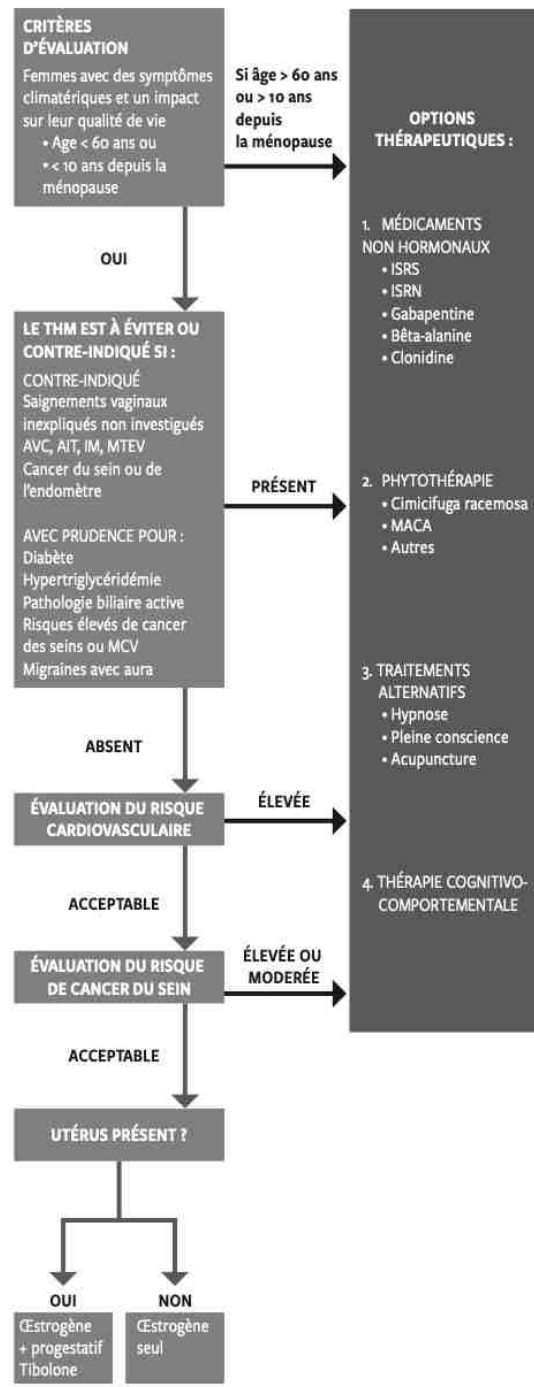 CRITÈRES
D'ÉVALUATION
Femmes avec des symptômes
climatériques et un impact
sur leur qualité de vie
• Age < 60 ans ou
• < 10 ans depuis la
ménopause
Si âge > 60 ans
ou > 10 ans
depuis
la ménopause
OUI
LE THM EST À ÉVITER OU
CONTRE-INDIQUÉ SI :
CONTRE-INDIQUÉ
Saignements vaginaux
inexpliqués non investigués
AVC, AIT, IM, MTEV
Cancer du sein ou de
l'endomètre
AVEC PRUDENCE POUR :
Diabète
Hypertriglycéridémie
Pathologie biliaire active
Risques élevés de cancer
des seins ou MCV
Migraines avec aura
PRÉSENT
ABSENT
ÉVALUATION DU RISQUE
CARDIOVASCULAIRE
ÉLEVÉE
ACCEPTABLE
ÉVALUATION DU RISQUE
DE CANCER DU SEIN
ÉLEVÉE OU
MODERÉE
ACCEPTABLE
UTÉRUS PRÉSENT ?
OUI
Œstrogène
+ progestatif
Tibolone
NON
Œstrogène
seul
OPTIONS
THÉRAPEUTIQUES :
1. MÉDICAMENTS
NON HORMONAUX
• ISRS
• ISRN
• Gabapentine
• Bêta-alanine
• Clonidine
2. PHYTOTHÉRAPIE
• Cimicifuga racemosa
• MACA
• Autres
3. TRAITEMENTS
ALTERNATIFS
• Hypnose
• Pleine conscience
• Acupuncture
4. THÉRAPIE COGNITIVO-
COMPORTEMENTALE